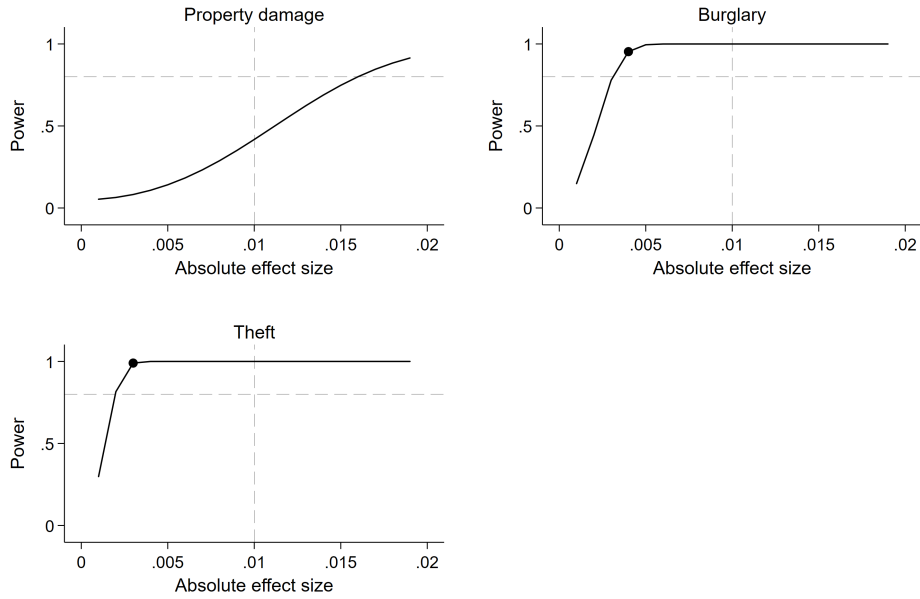 Property damage
Power
1
.5
0
0 .005 .01 .015 .02
Absolute effect size
Burglary
Power
1
.5
0
0 .005 .01 .015 .02
Absolute effect size
Theft
Power
1
.5
0
0 .005 .01 .015 .02
Absolute effect size